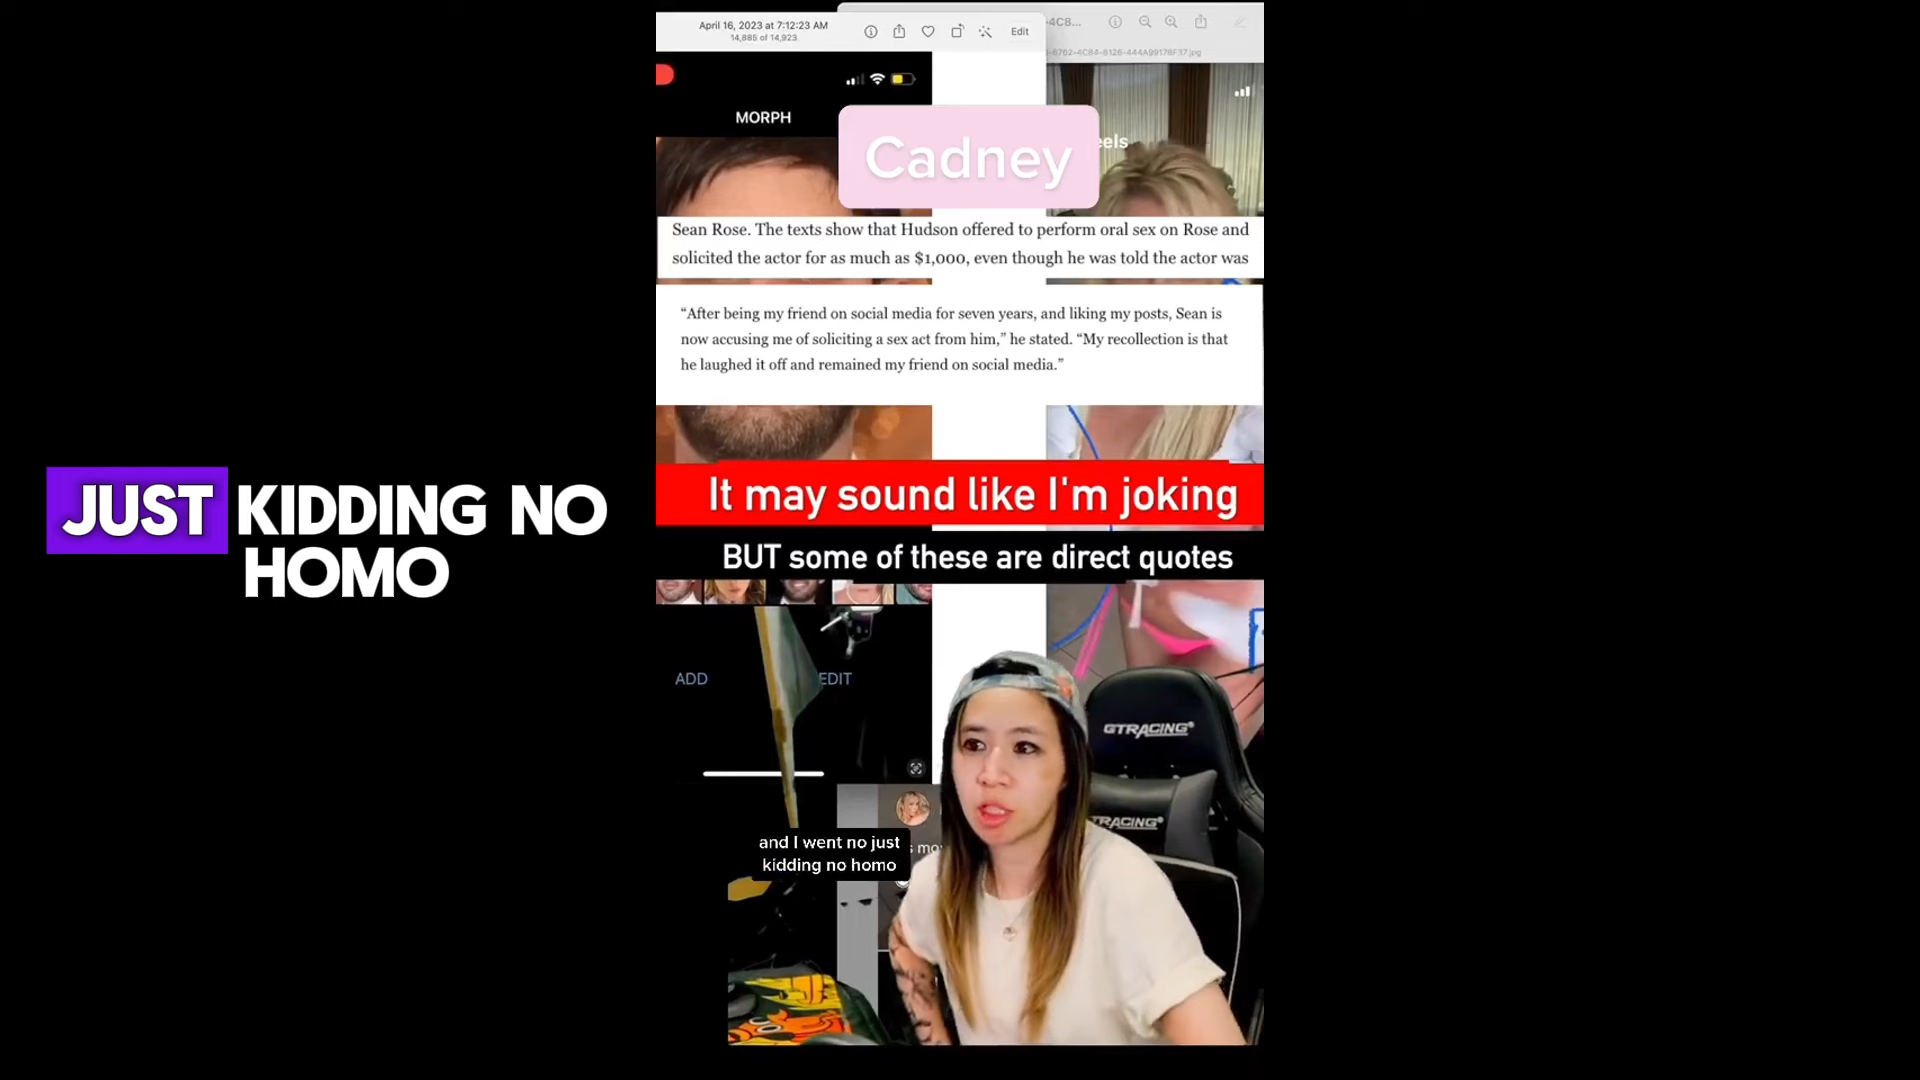 April 16, 2023 at 7:12:23 AM
14,885 of 14,923
Edit
MORPH
Cadney
eels
Sean Rose. The texts show that Hudson offered to perform oral sex on Rose and
solicited the actor for as much as $1,000, even though he was told the actor was
“After being my friend on social media for seven years, and liking my posts, Sean is
now accusing me of soliciting a sex act from him,” he stated. “My recollection is that
he laughed it off and remained my friend on social media.”
It may sound like I'm joking
BUT some of these are direct quotes
JUST KIDDING NO
HOMO
ADD
EDIT
GTRACING
TRACING
and I went no just
kidding no homo